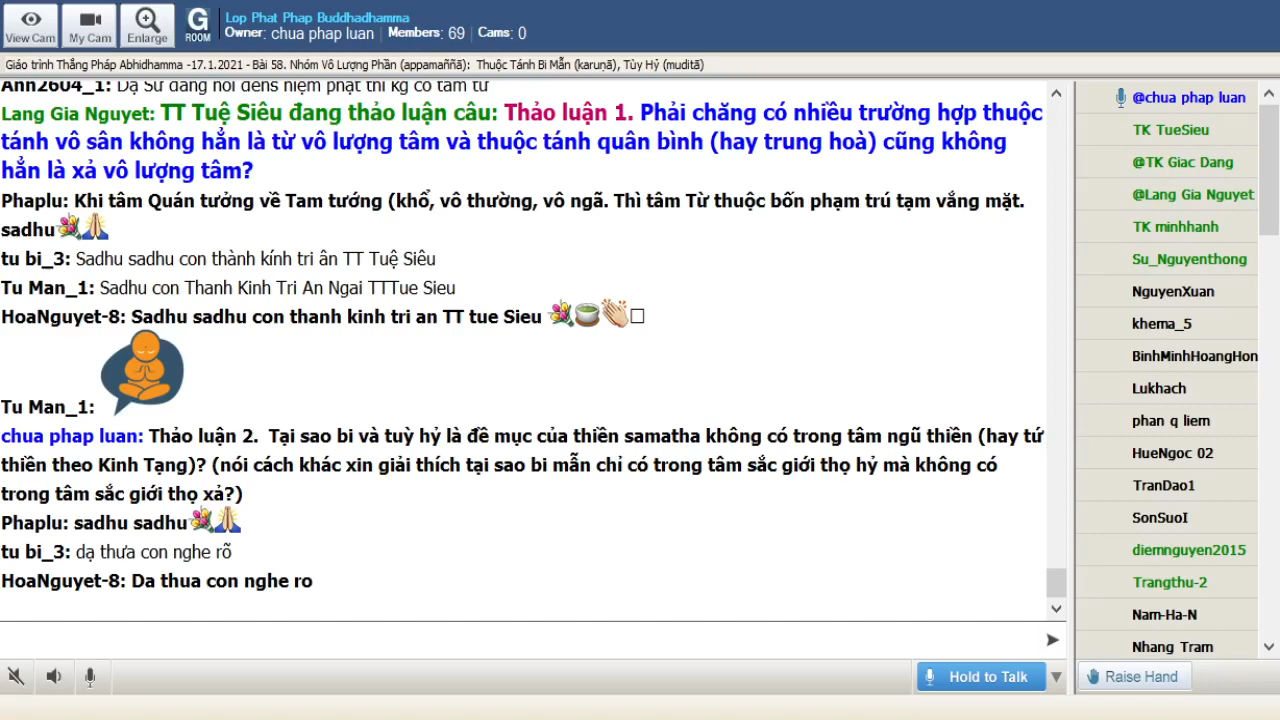 View Cam
My Cam
Enlarge
G
ROOM
Lop Phat Phap Buddhadhamma
Owner: chua phap luan | Members: 69 | Cams: 0
Giáo trình Thắng Pháp Abhidhamma -17.1.2021 - Bài 58. Nhóm Vô Lượng Phần (appamaññā): Thuộc Tánh Bi Mẫn (karuṇā), Tùy Hỷ (muditā)
Anh2604_1: Dạ Sư đang nói đếns niệm phật thì kg có tâm từ
Lang Gia Nguyet: TT Tuệ Siêu đang thảo luận câu: Thảo luận 1. Phải chăng có nhiều trường hợp thuộc
tánh vô sân không hẳn là từ vô lượng tâm và thuộc tánh quân bình (hay trung hoà) cũng không
hẳn là xả vô lượng tâm?
Phaplu: Khi tâm Quán tưởng về Tam tướng (khổ, vô thường, vô ngã. Thì tâm Từ thuộc bốn phạm trú tạm vắng mặt.
sadhu
tu bi_3: Sadhu sadhu con thành kính tri ân TT Tuệ Siêu
Tu Man_1: Sadhu con Thanh Kinh Tri An Ngai TTTue Sieu
HoaNguyet-8: Sadhu sadhu con thanh kinh tri an TT tue Sieu
Tu Man_1:
chua phap luan: Thảo luận 2. Tại sao bi và tuỳ hỷ là đề mục của thiền samatha không có trong tâm ngũ thiền (hay tứ
thiền theo Kinh Tạng)? (nói cách khác xin giải thích tại sao bi mẫn chỉ có trong tâm sắc giới thọ hỷ mà không có
trong tâm sắc giới thọ xả?)
Phaplu: sadhu sadhu
tu bi_3: dạ thưa con nghe rõ
HoaNguyet-8: Da thua con nghe ro
@chua phap luan
TK TueSieu
@TK Giac Dang
@Lang Gia Nguyet
TK minhhanh
Su_Nguyenthong
NguyenXuan
khema_5
BinhMinhHoangHon
Lukhach
phan q liem
HueNgoc 02
TranDao1
SonSuoI
diemnguyen2015
Trangthu-2
Nam-Ha-N
Nhang Tram
Hold to Talk
Raise Hand